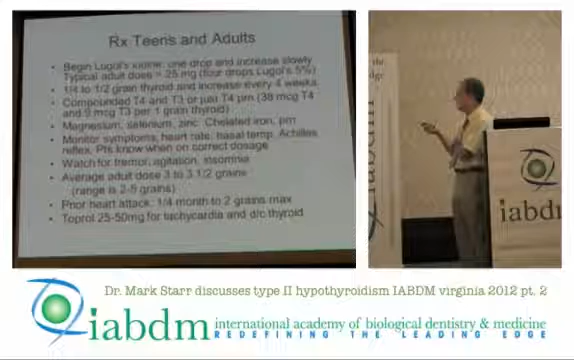 Rx Teens and Adults
• Begin Lugol's iodine: one drop and increase slowly
Typical adult dose = 25 mg (four drops Lugol's 5%)
• 1/4 to 1/2 grain thyroid and increase every 4 weeks
• Compounded T4 and T3 or just T4 prn (38 mcg T4
and 9 mcg T3 per 1 grain thyroid)
• Magnesium, selenium, zinc. Chelated iron, prn
• Monitor symptoms, heart rate, basal temp. Achilles
reflex. Pts know when on correct dosage
• Watch for tremor, agitation, insomnia
• Average adult dose 3 to 3 1/2 grains
(range is 2-5 grains)
• Prior heart attack: 1/4 month to 2 grains max
• Toprol 25-50mg for tachycardia and d/c thyroid
the
dge
iabdm
iabdm
Dr. Mark Starr discusses type II hypothyroidism IABDM virginia 2012 pt. 2
iabdm international academy of biological dentistry & medicine
REDEFINING THE LEADING EDGE